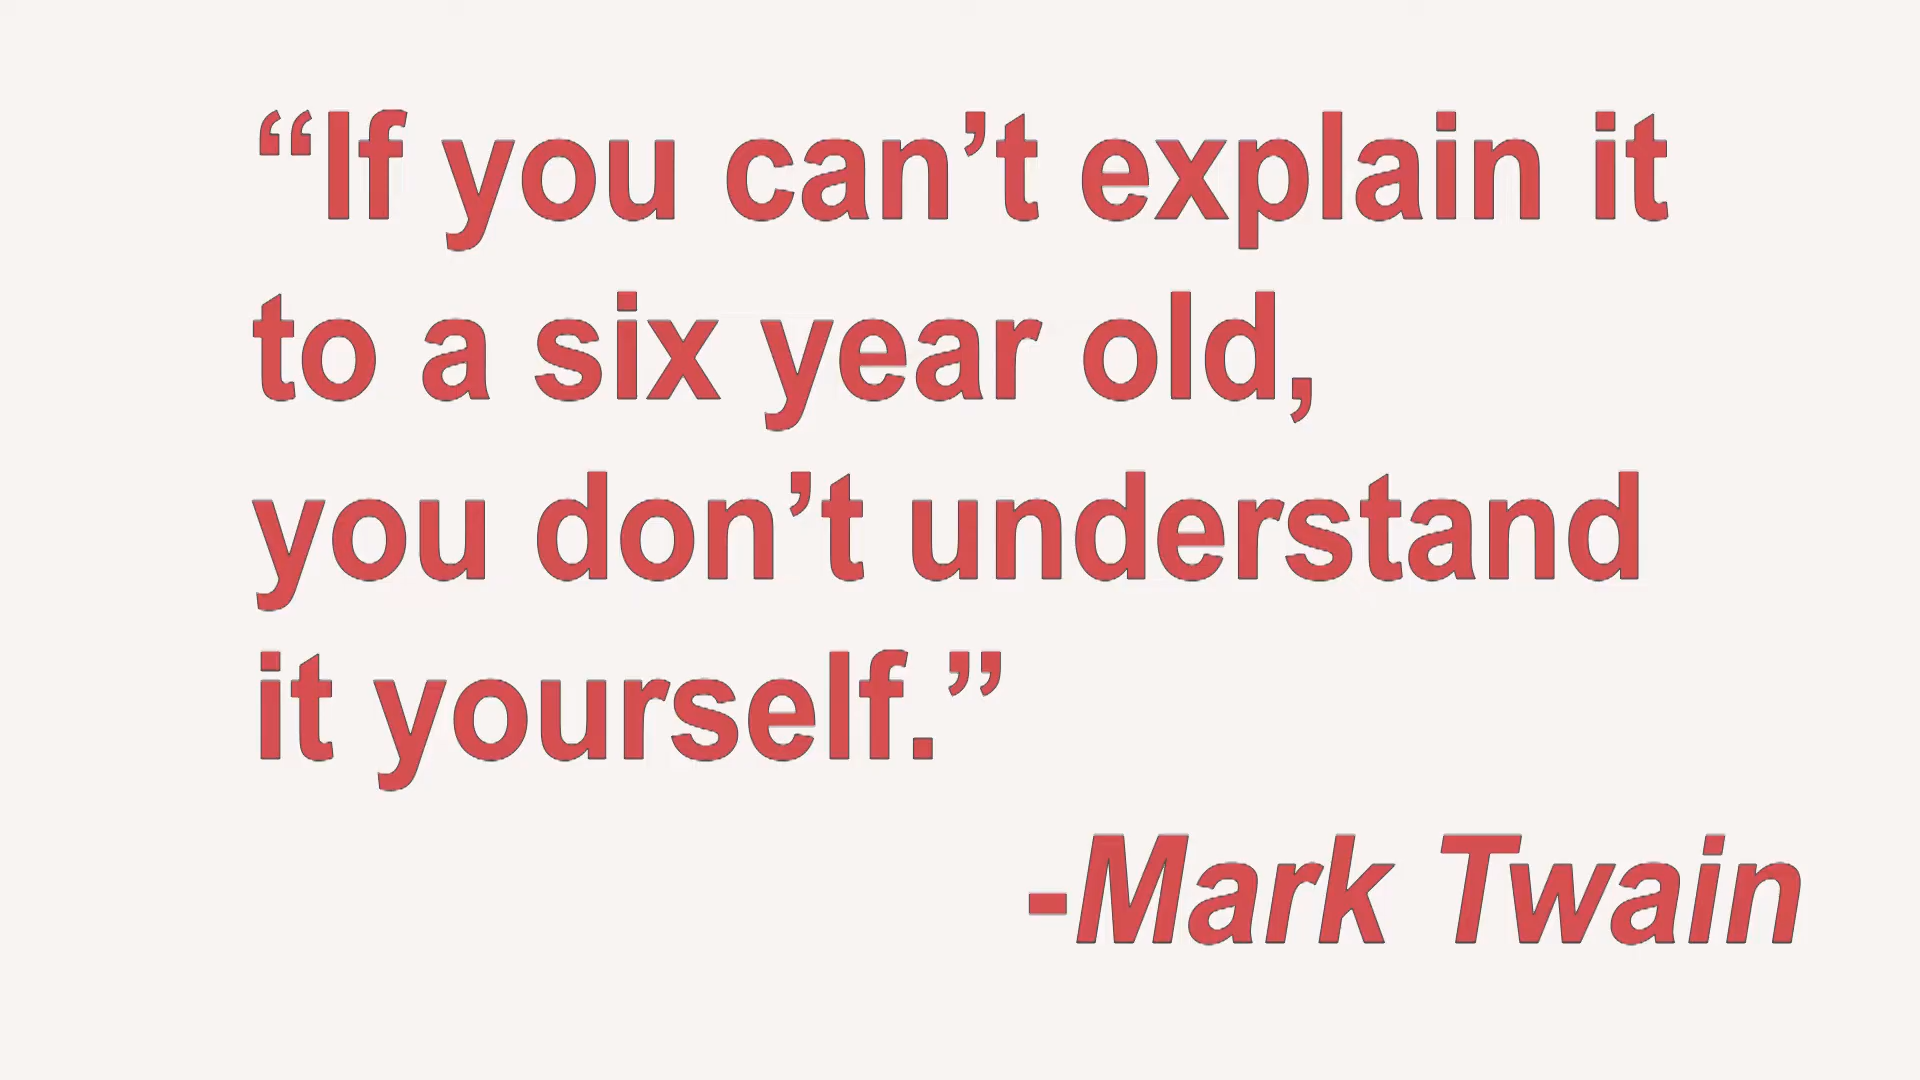 “If you can’t explain it
to a six year old,
you don’t understand
it yourself.”
-Mark Twain